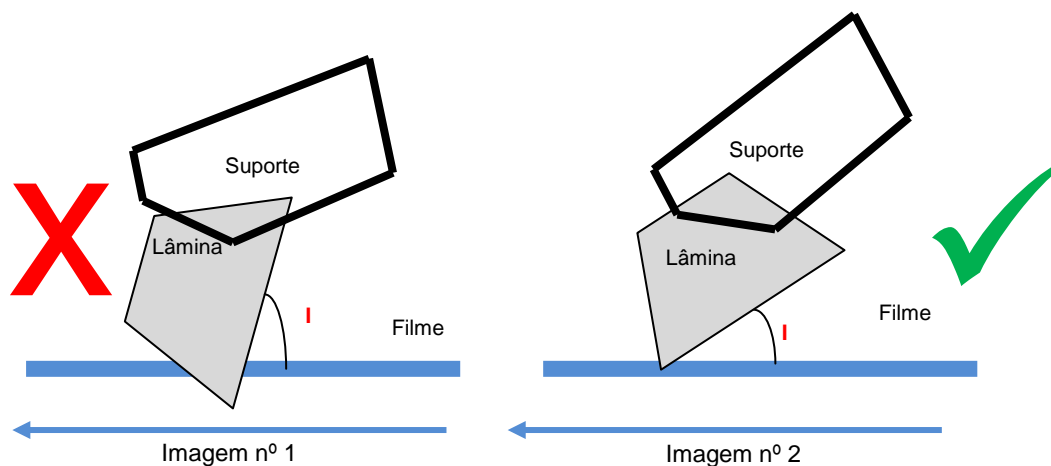 Suporte
Lâmina
I
Filme
Imagem nº 1
Suporte
Lâmina
I
Filme
Imagem nº 2